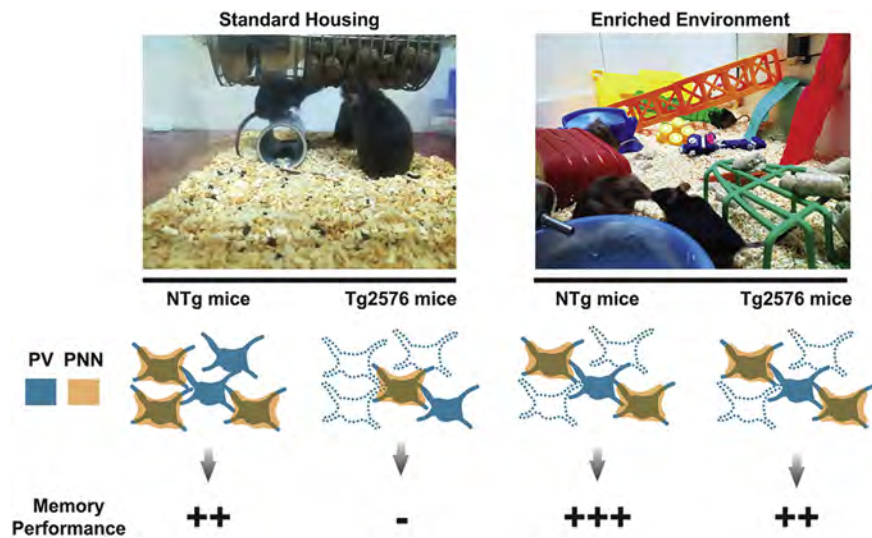 Standard Housing
Enriched Environment
NTg mice
Tg2576 mice
NTg mice
Tg2576 mice
PV PNN
Memory
Performance
++
-
+++
++